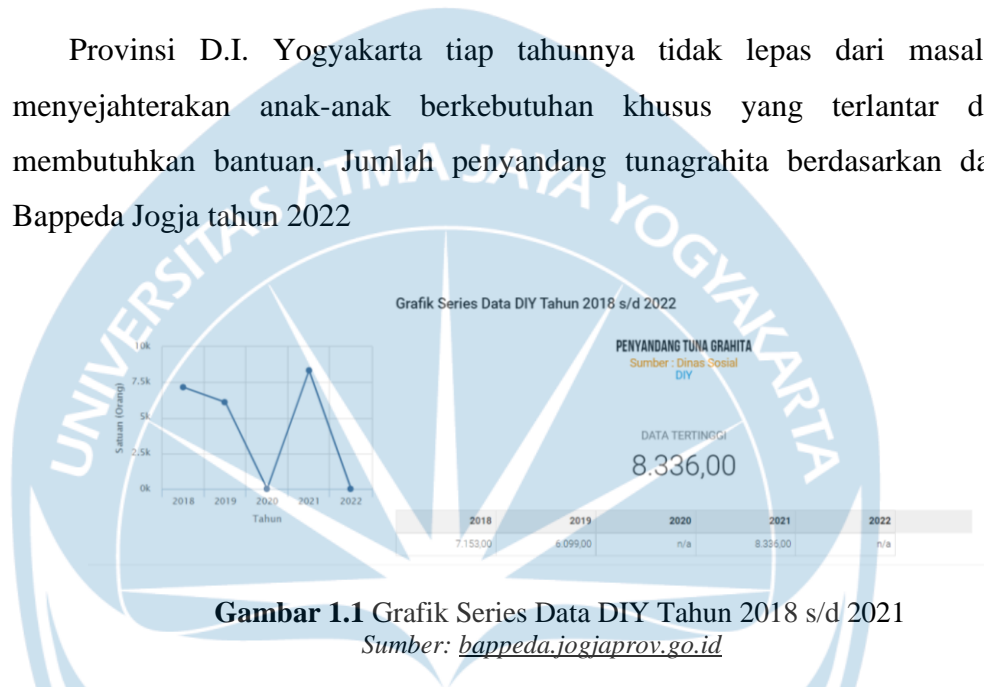 Provinsi D.I. Yogyakarta tiap tahunnya tidak lepas dari masal
menyejahterakan anak-anak berkebutuhan khusus yang terlantar d
membutuhkan bantuan. Jumlah penyandang tunagrahita berdasarkan da
Bappeda Jogja tahun 2022
UNIVERSITAS ATMA JAYA YOGYAKARTA
Grafik Series Data DIY Tahun 2018 s/d 2022
Satuan (Orang)
10k
7.5k
5k
2.5k
0k
2018 2019 2020 2021 2022
Tahun
PENYANDANG TUNA GRAHITA
Sumber : Dinas Sosial
DIY
DATA TERTINGGI
8.336,00
2018 2019 2020 2021 2022
7.153,00 6.099,00 n/a 8.336,00 n/a
Gambar 1.1 Grafik Series Data DIY Tahun 2018 s/d 2021
Sumber: bappeda.jogjaprov.go.id